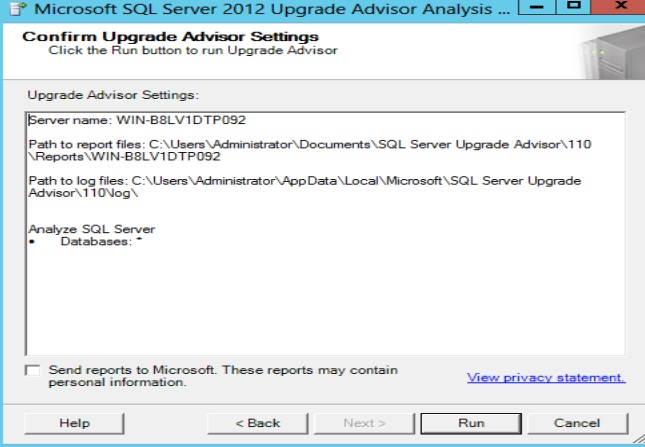 Microsoft SQL Server 2012 Upgrade Advisor Analysis ...
Confirm Upgrade Advisor Settings
Click the Run button to run Upgrade Advisor
Upgrade Advisor Settings:
Server name: WIN-B8LV1DTP092
Path to report files: C:\Users\Administrator\Documents\SQL Server Upgrade Advisor\110
\Reports\WIN-B8LV1DTP092
Path to log files: C:\Users\Administrator\AppData\Local\Microsoft\SQL Server Upgrade
Advisor\110\log\
Analyze SQL Server
• Databases: *
Send reports to Microsoft. These reports may contain
personal information.
View privacy statement.
Help
< Back
Next >
Run
Cancel